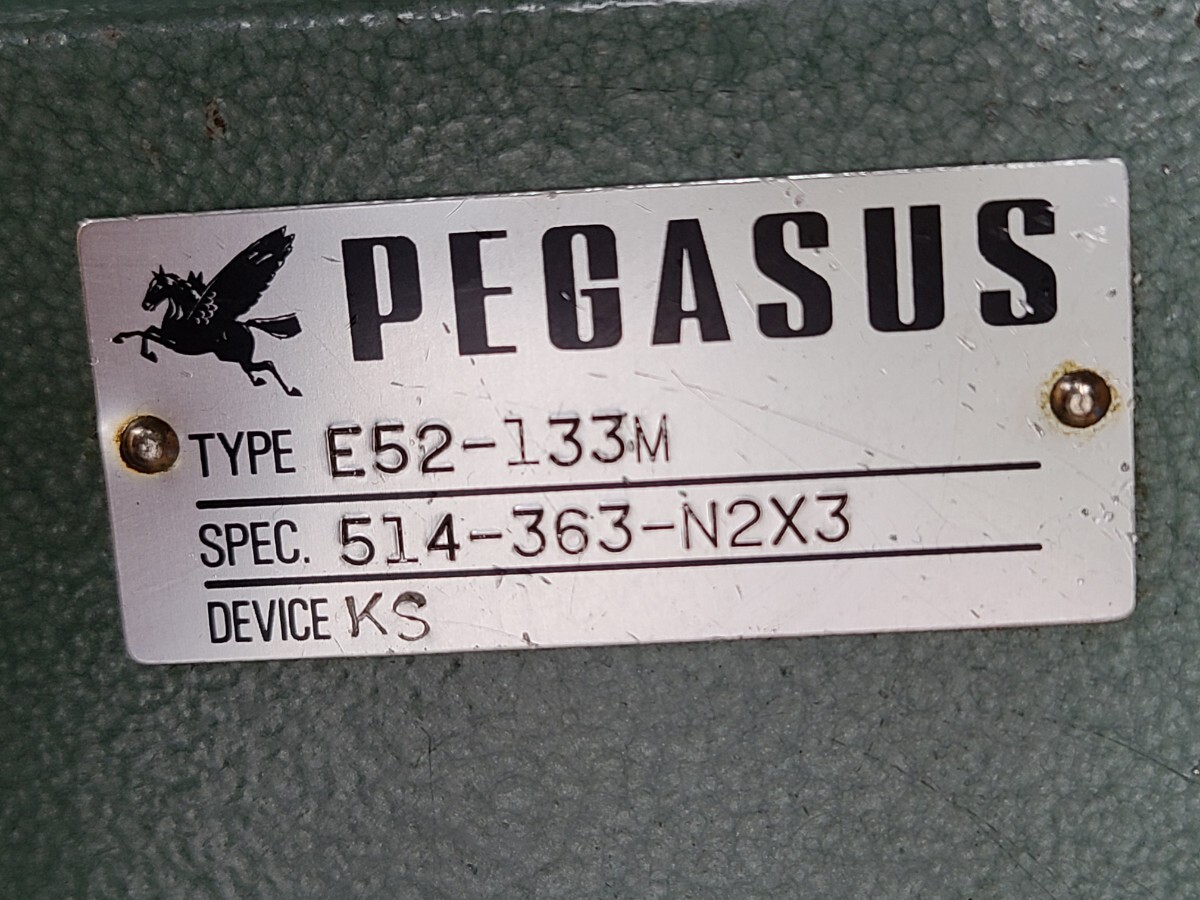 PEGASUS
TYPE E52-133M
SPEC. 514-363-N2X3
DEVICE KS